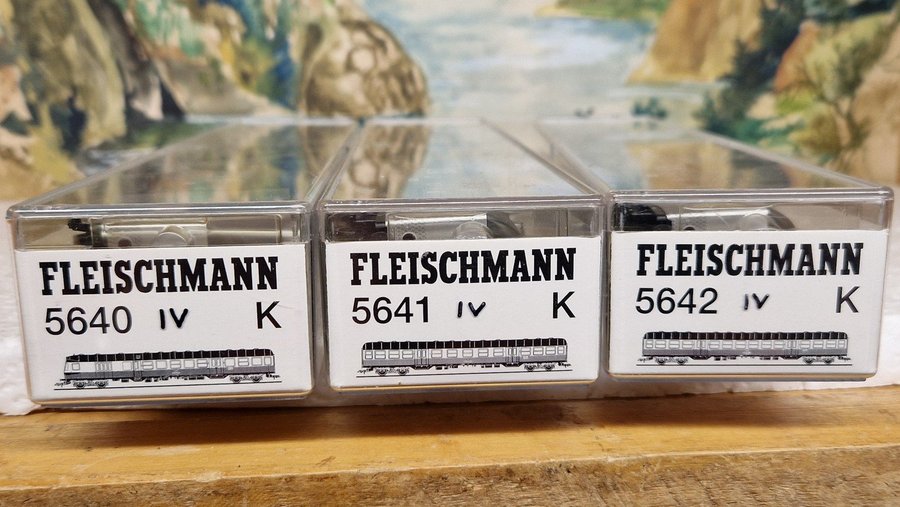 FLEISCHMANN
5640 IV K
FLEISCHMANN
5641 IV K
FLEISCHMANN
5642 IV K